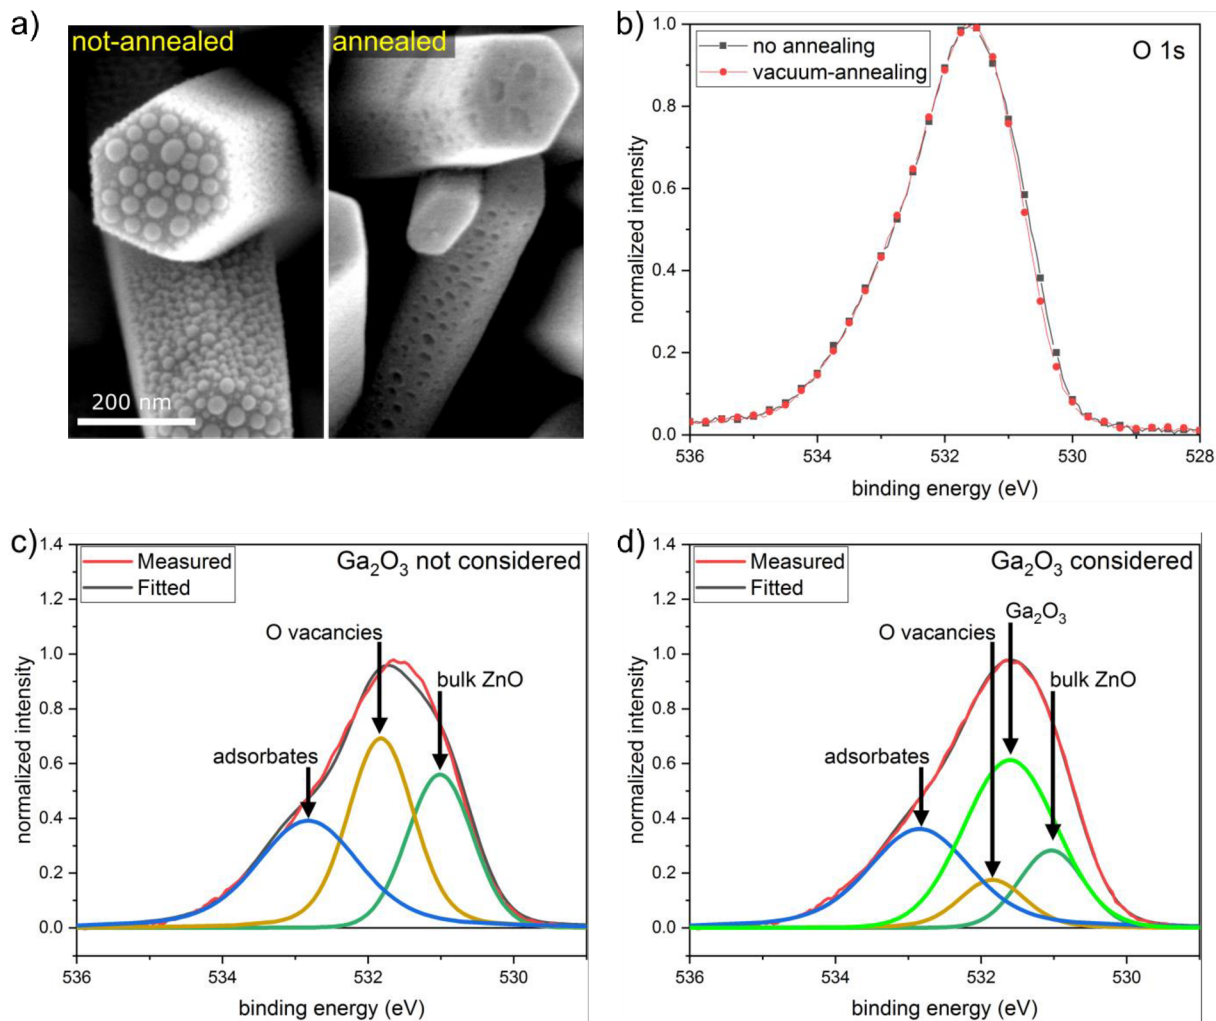 a)
not-annealed
annealed
200 nm
b)
no annealing
vacuum-annealing
O 1s
1.0
0.8
0.6
0.4
0.2
0.0
normalized intensity
536
534
532
530
528
binding energy (eV)
c)
Measured
Fitted
Ga₂O₃ not considered
O vacancies
bulk ZnO
adsorbates
1.4
1.2
1.0
0.8
0.6
0.4
0.2
0.0
normalized intensity
536
534
532
530
binding energy (eV)
d)
Measured
Fitted
Ga₂O₃ considered
Ga₂O₃
O vacancies
bulk ZnO
adsorbates
1.4
1.2
1.0
0.8
0.6
0.4
0.2
0.0
normalized intensity
536
534
532
530
binding energy (eV)